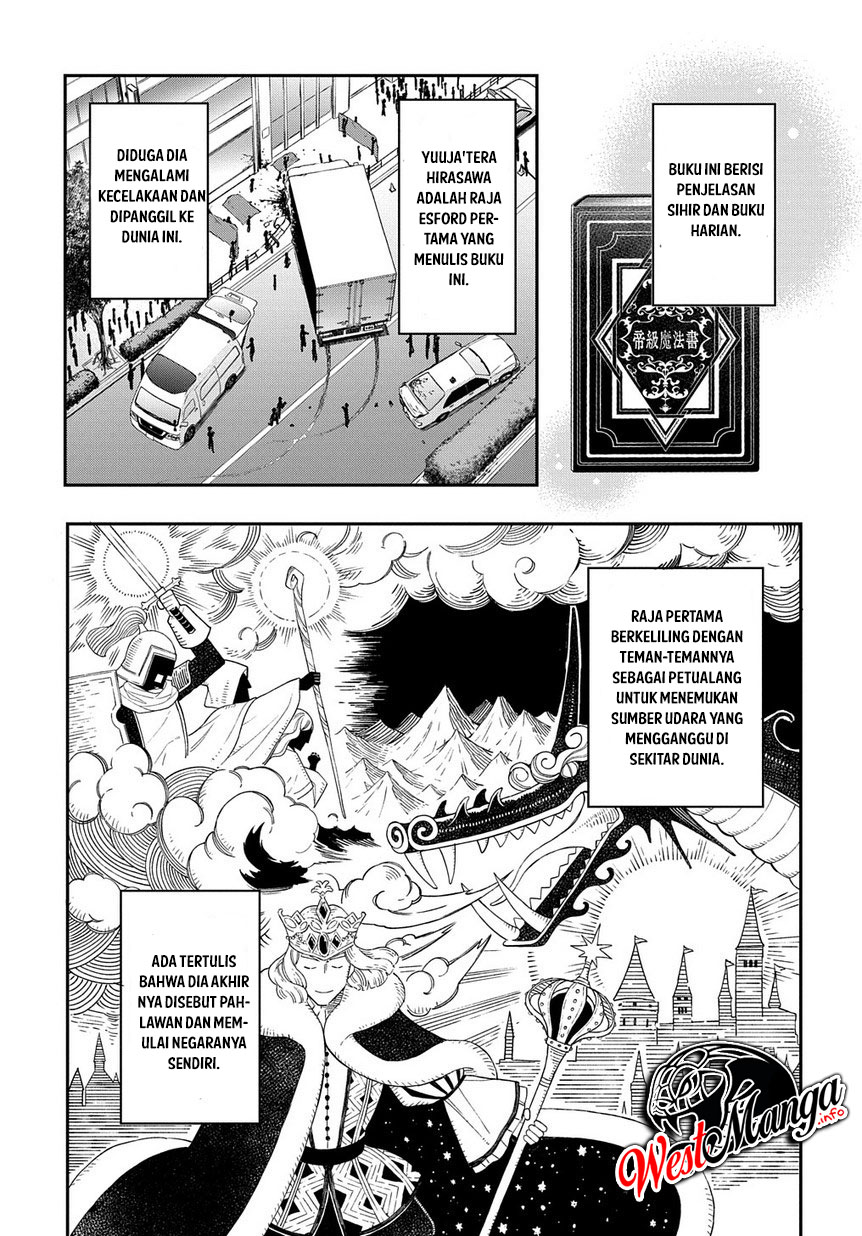 BUKU INI BERISI
PENJELASAN
SIHIR DAN BUKU
HARIAN.
帝級魔法書
YUUJA'TERA
HIRASAWA
ADALAH RAJA
ESFORD PER-
TAMA YANG
MENULIS BUKU
INI.
DIDUGA DIA
MENGALAMI
KECELAKAAN DAN
DIPANGGIL KE
DUNIA INI.
RAJA PERTAMA
BERKELILING DENGAN
TEMAN-TEMANNYA
SEBAGAI PETUALANG
UNTUK MENEMUKAN
SUMBER UDARA YANG
MENGGANGGU DI
SEKITAR DUNIA.
ADA TERTULIS
BAHWA DIA AKHIR
NYA DISEBUT PAH-
LAWAN DAN MEM-
ULAI NEGARANYA
SENDIRI.
WestManga
.info